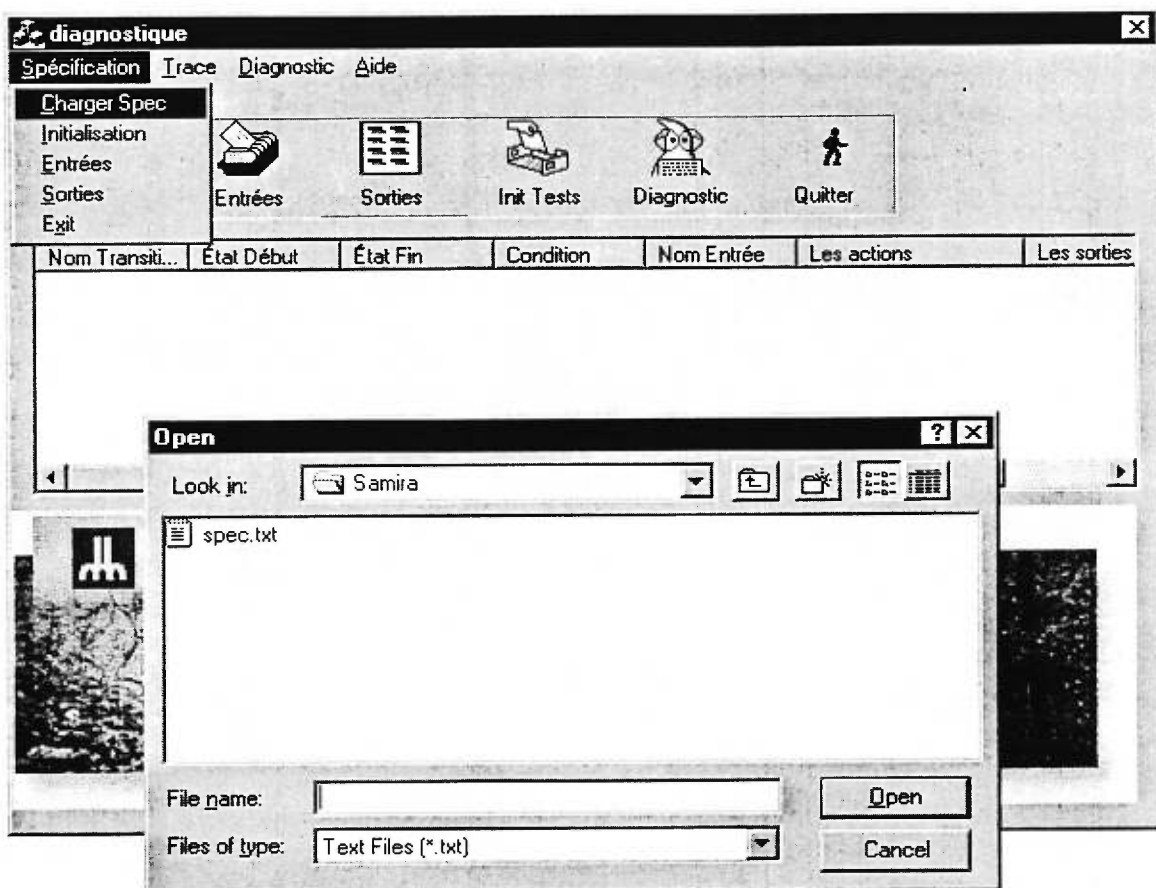 diagnostique
Spécification Trace Diagnostic Aide
Charger Spec
Initialisation
Entrées
Sorties
Exit
Entrées Sorties Init Tests Diagnostic Quitter
Nom Transiti... État Début État Fin Condition Nom Entrée Les actions Les sorties
Open
Look in: Samira
spec.txt
File name: Open
Files of type: Text Files (*.txt) Cancel